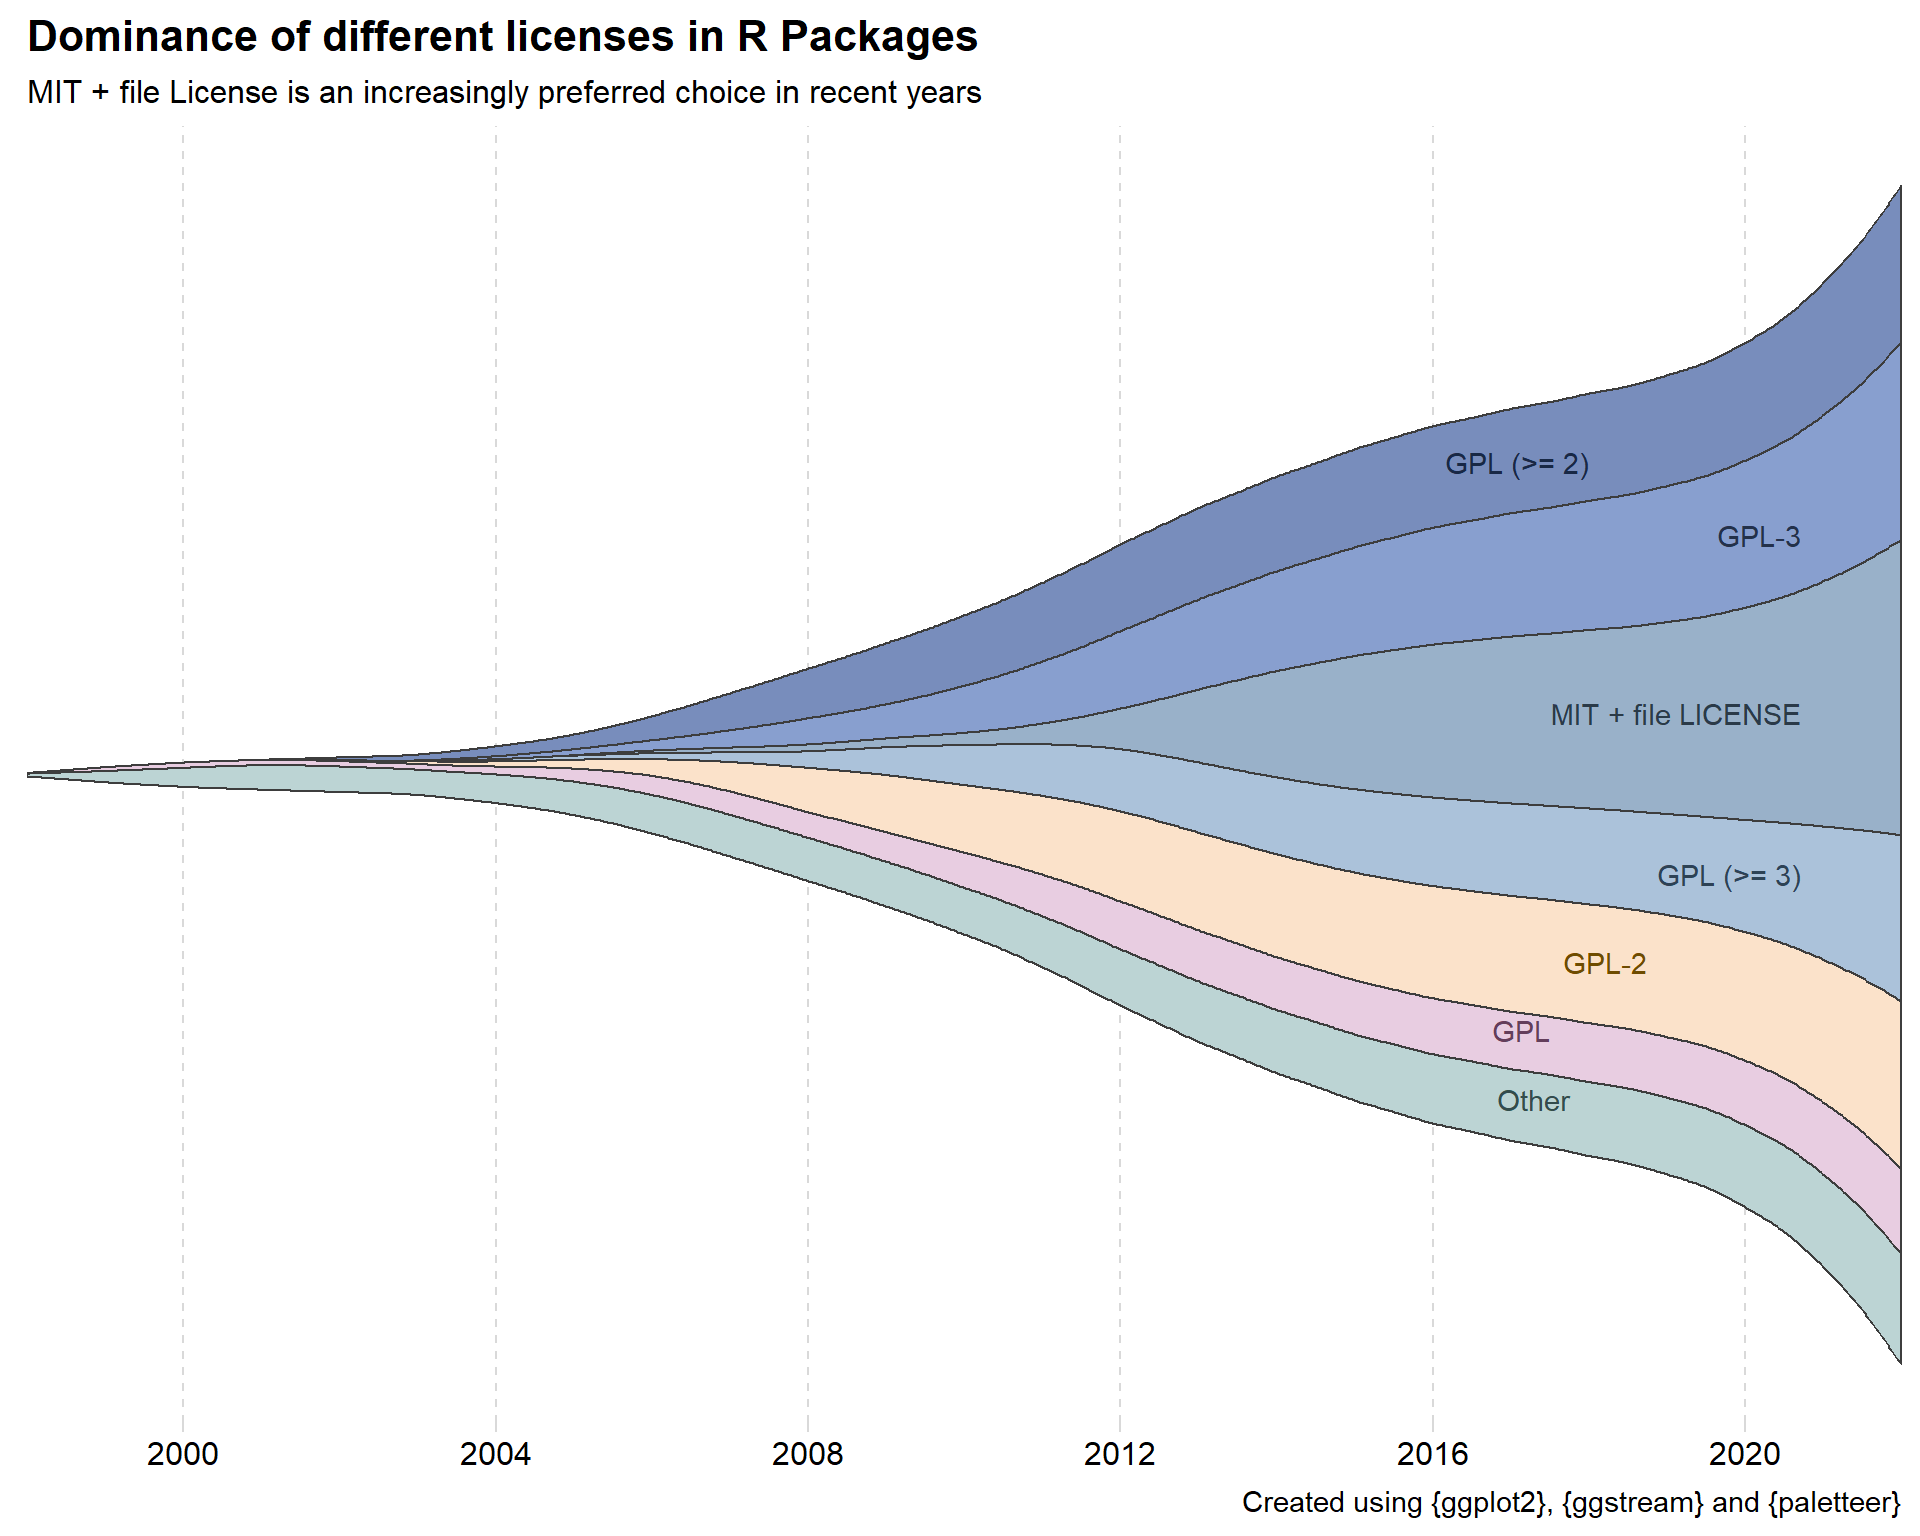 Dominance of different licenses in R Packages
MIT + file License is an increasingly preferred choice in recent years
GPL (>= 2)
GPL-3
MIT + file LICENSE
GPL (>= 3)
GPL-2
GPL
Other
2000 2004 2008 2012 2016 2020
Created using {ggplot2}, {ggstream} and {paletteer}